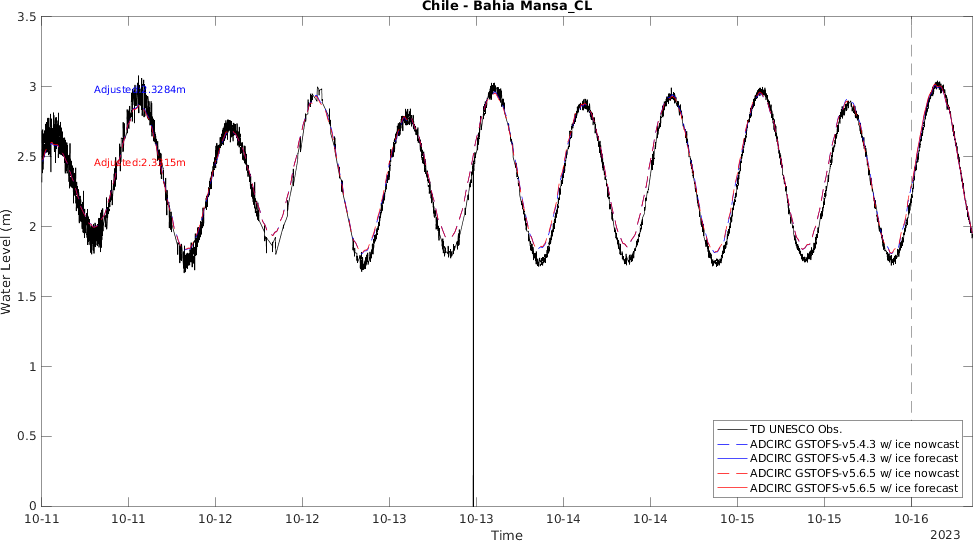 Chile - Bahia Mansa_CL
3.5
3
2.5
2
1.5
1
0.5
0
Water Level (m)
Adjusted:2.3284m
Adjusted:2.3215m
TD UNESCO Obs.
ADCIRC GSTOFS-v5.4.3 w/ ice nowcast
ADCIRC GSTOFS-v5.4.3 w/ ice forecast
ADCIRC GSTOFS-v5.6.5 w/ ice nowcast
ADCIRC GSTOFS-v5.6.5 w/ ice forecast
10-11 10-11 10-12 10-12 10-13 10-13 10-14 10-14 10-15 10-15 10-16
Time
2023